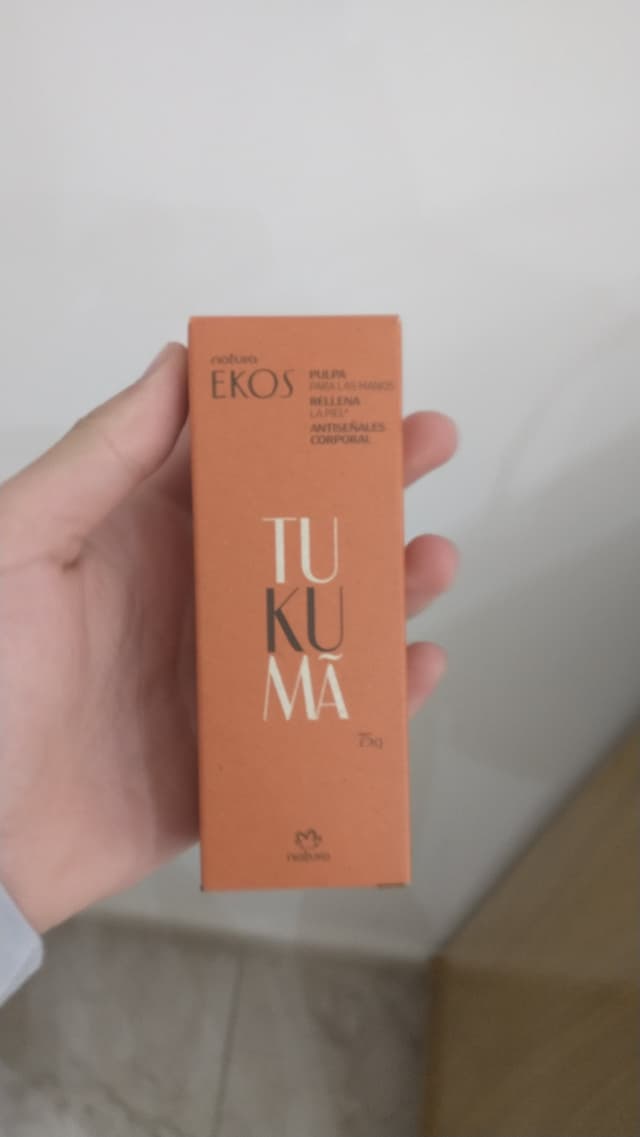 natura
EKOS
PULPA
PARA LAS MANOS
RELLENA
LA PIEL*
ANTISEÑALES
CORPORAL
TU
KU
MÃ
75g
natura